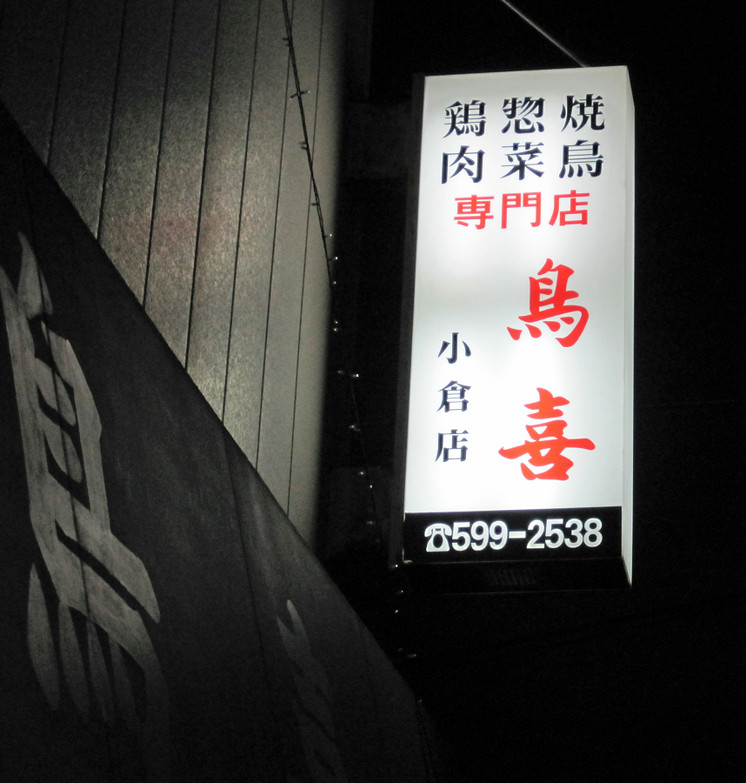 焼鳥
惣菜
鶏肉
専門店
鳥喜
小倉店
☎599-2538